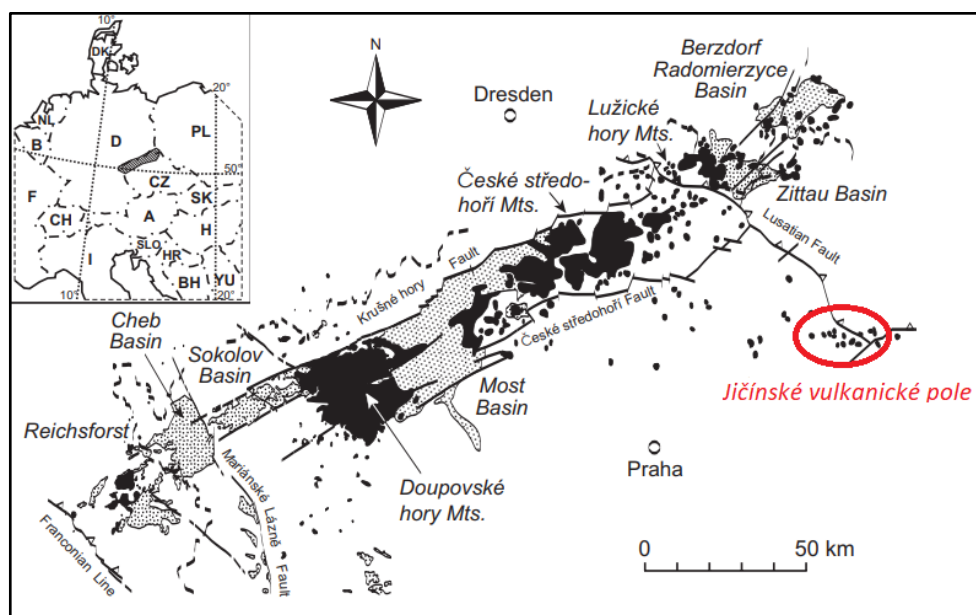 10°
DK
20°
NL
PL
B
D
50°
CZ
F
SK
CH
A
H
SLO
HR
I
BH
YU
10°
20°
N
Dresden
Berzdorf
Radomierzyce
Basin
Lužické
hory Mts.
České středo-
hoří Mts.
Zittau Basin
Lusatian Fault
Krušné hory
Fault
České středohoří Fault
Cheb
Basin
Sokolov
Basin
Most
Basin
Jičínské vulkanické pole
Reichsforst
Praha
Mariánské Lázně
Fault
Doupovské
hory Mts.
Franconian Line
0
50 km